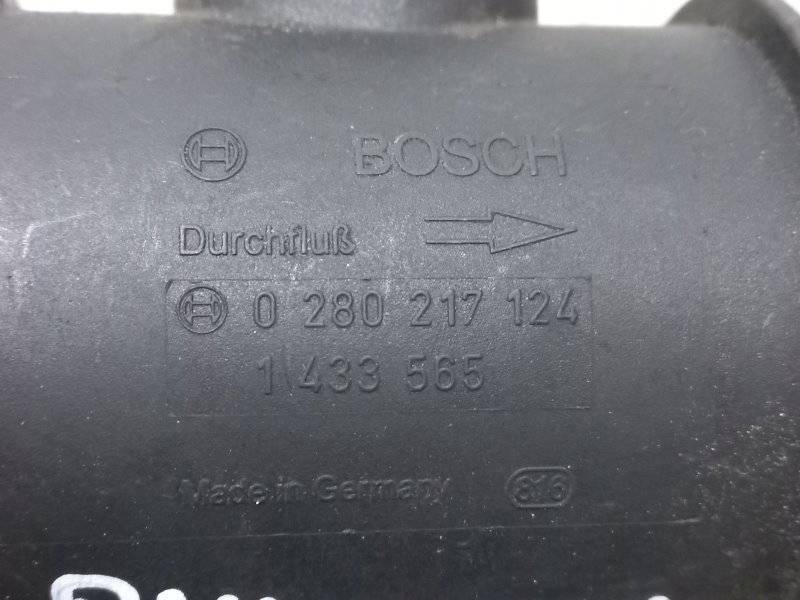 BOSCH
Durchfluß
0 280 217 124
1 433 565
Made in Germany 816